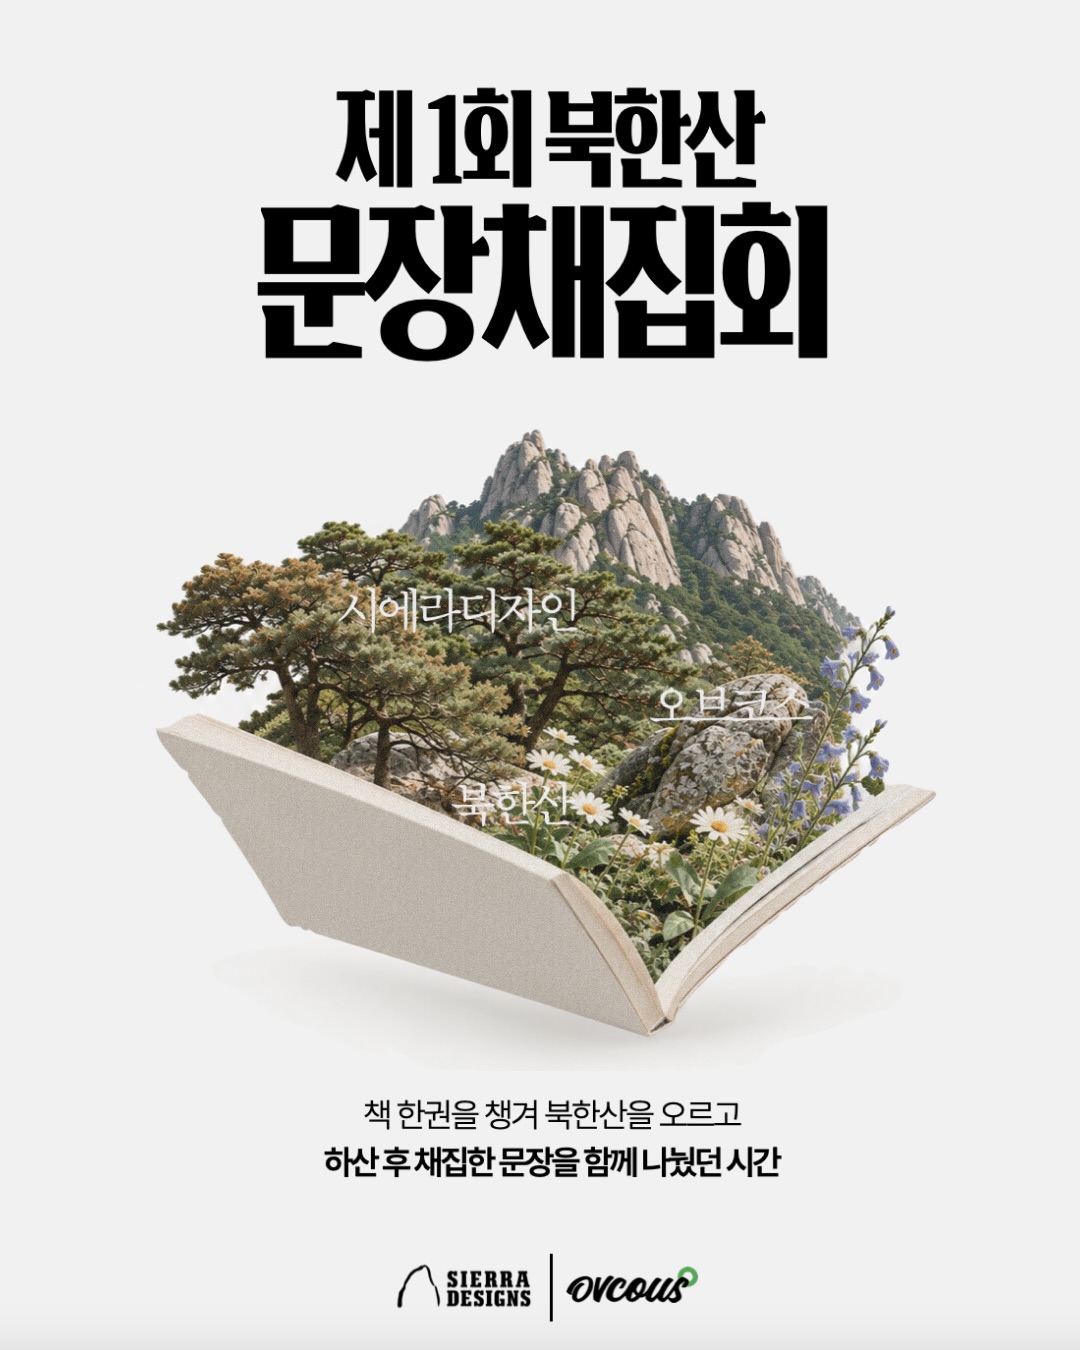 제 1회 북한산
문장채집회
시에라디자인
오브코스
북한산
책 한권을 챙겨 북한산을 오르고
하산 후 채집한 문장을 함께 나눴던 시간
SIERRA
DESIGNS
ovcous